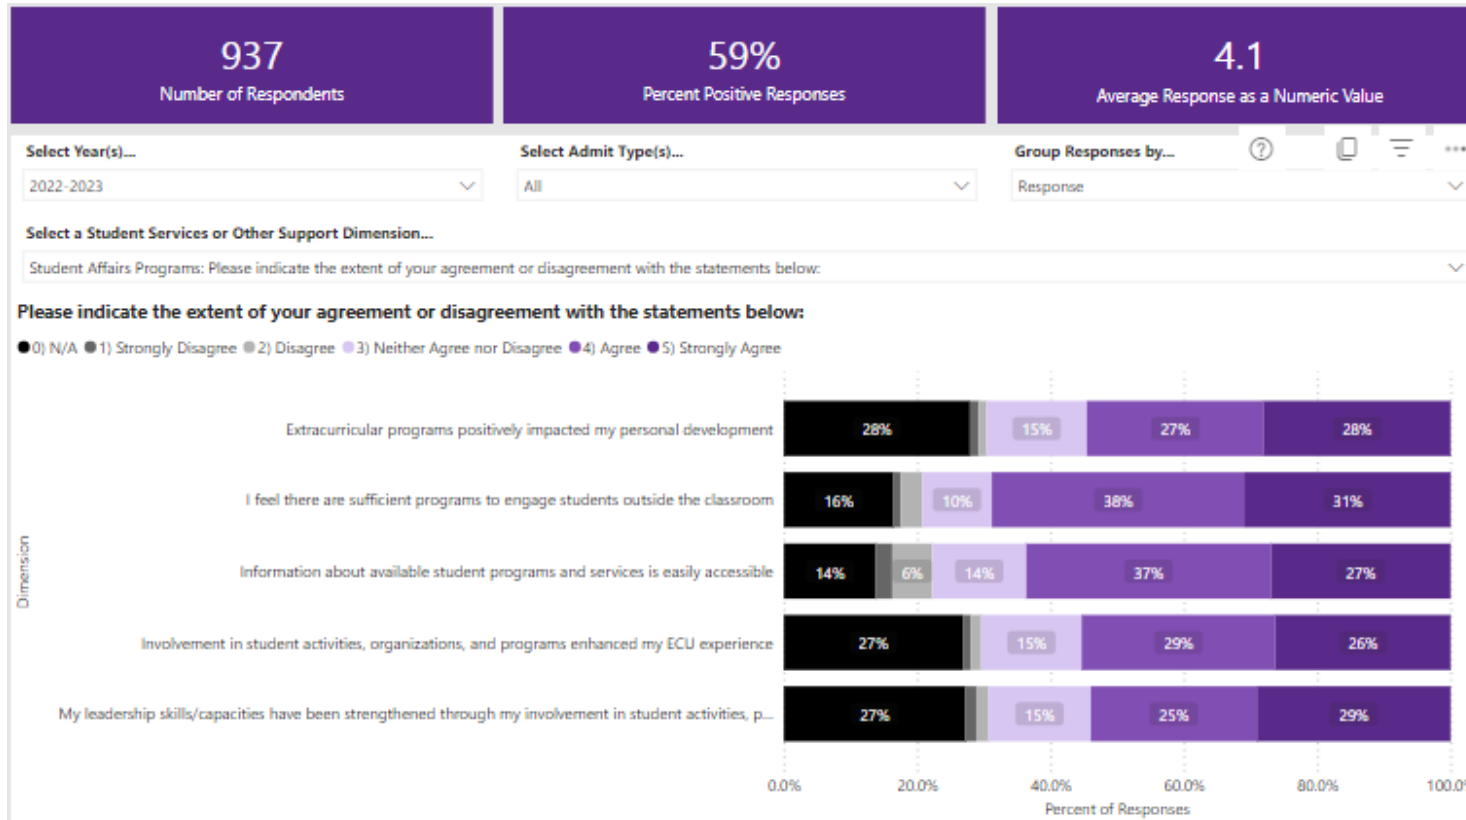 937
Number of Respondents
59%
Percent Positive Responses
4.1
Average Response as a Numeric Value
Select Year(s)...
2022-2023
Select Admit Type(s)...
All
Group Responses by...
Response
Select a Student Services or Other Support Dimension...
Student Affairs Programs: Please indicate the extent of your agreement or disagreement with the statements below:
Please indicate the extent of your agreement or disagreement with the statements below:
0) N/A 1) Strongly Disagree 2) Disagree 3) Neither Agree nor Disagree 4) Agree 5) Strongly Agree
Dimension
Extracurricular programs positively impacted my personal development 28% 15% 27% 28%
I feel there are sufficient programs to engage students outside the classroom 16% 10% 38% 31%
Information about available student programs and services is easily accessible 14% 6% 14% 37% 27%
Involvement in student activities, organizations, and programs enhanced my ECU experience 27% 15% 29% 26%
My leadership skills/capacities have been strengthened through my involvement in student activities, p... 27% 15% 25% 29%
0.0% 20.0% 40.0% 60.0% 80.0% 100.0%
Percent of Responses